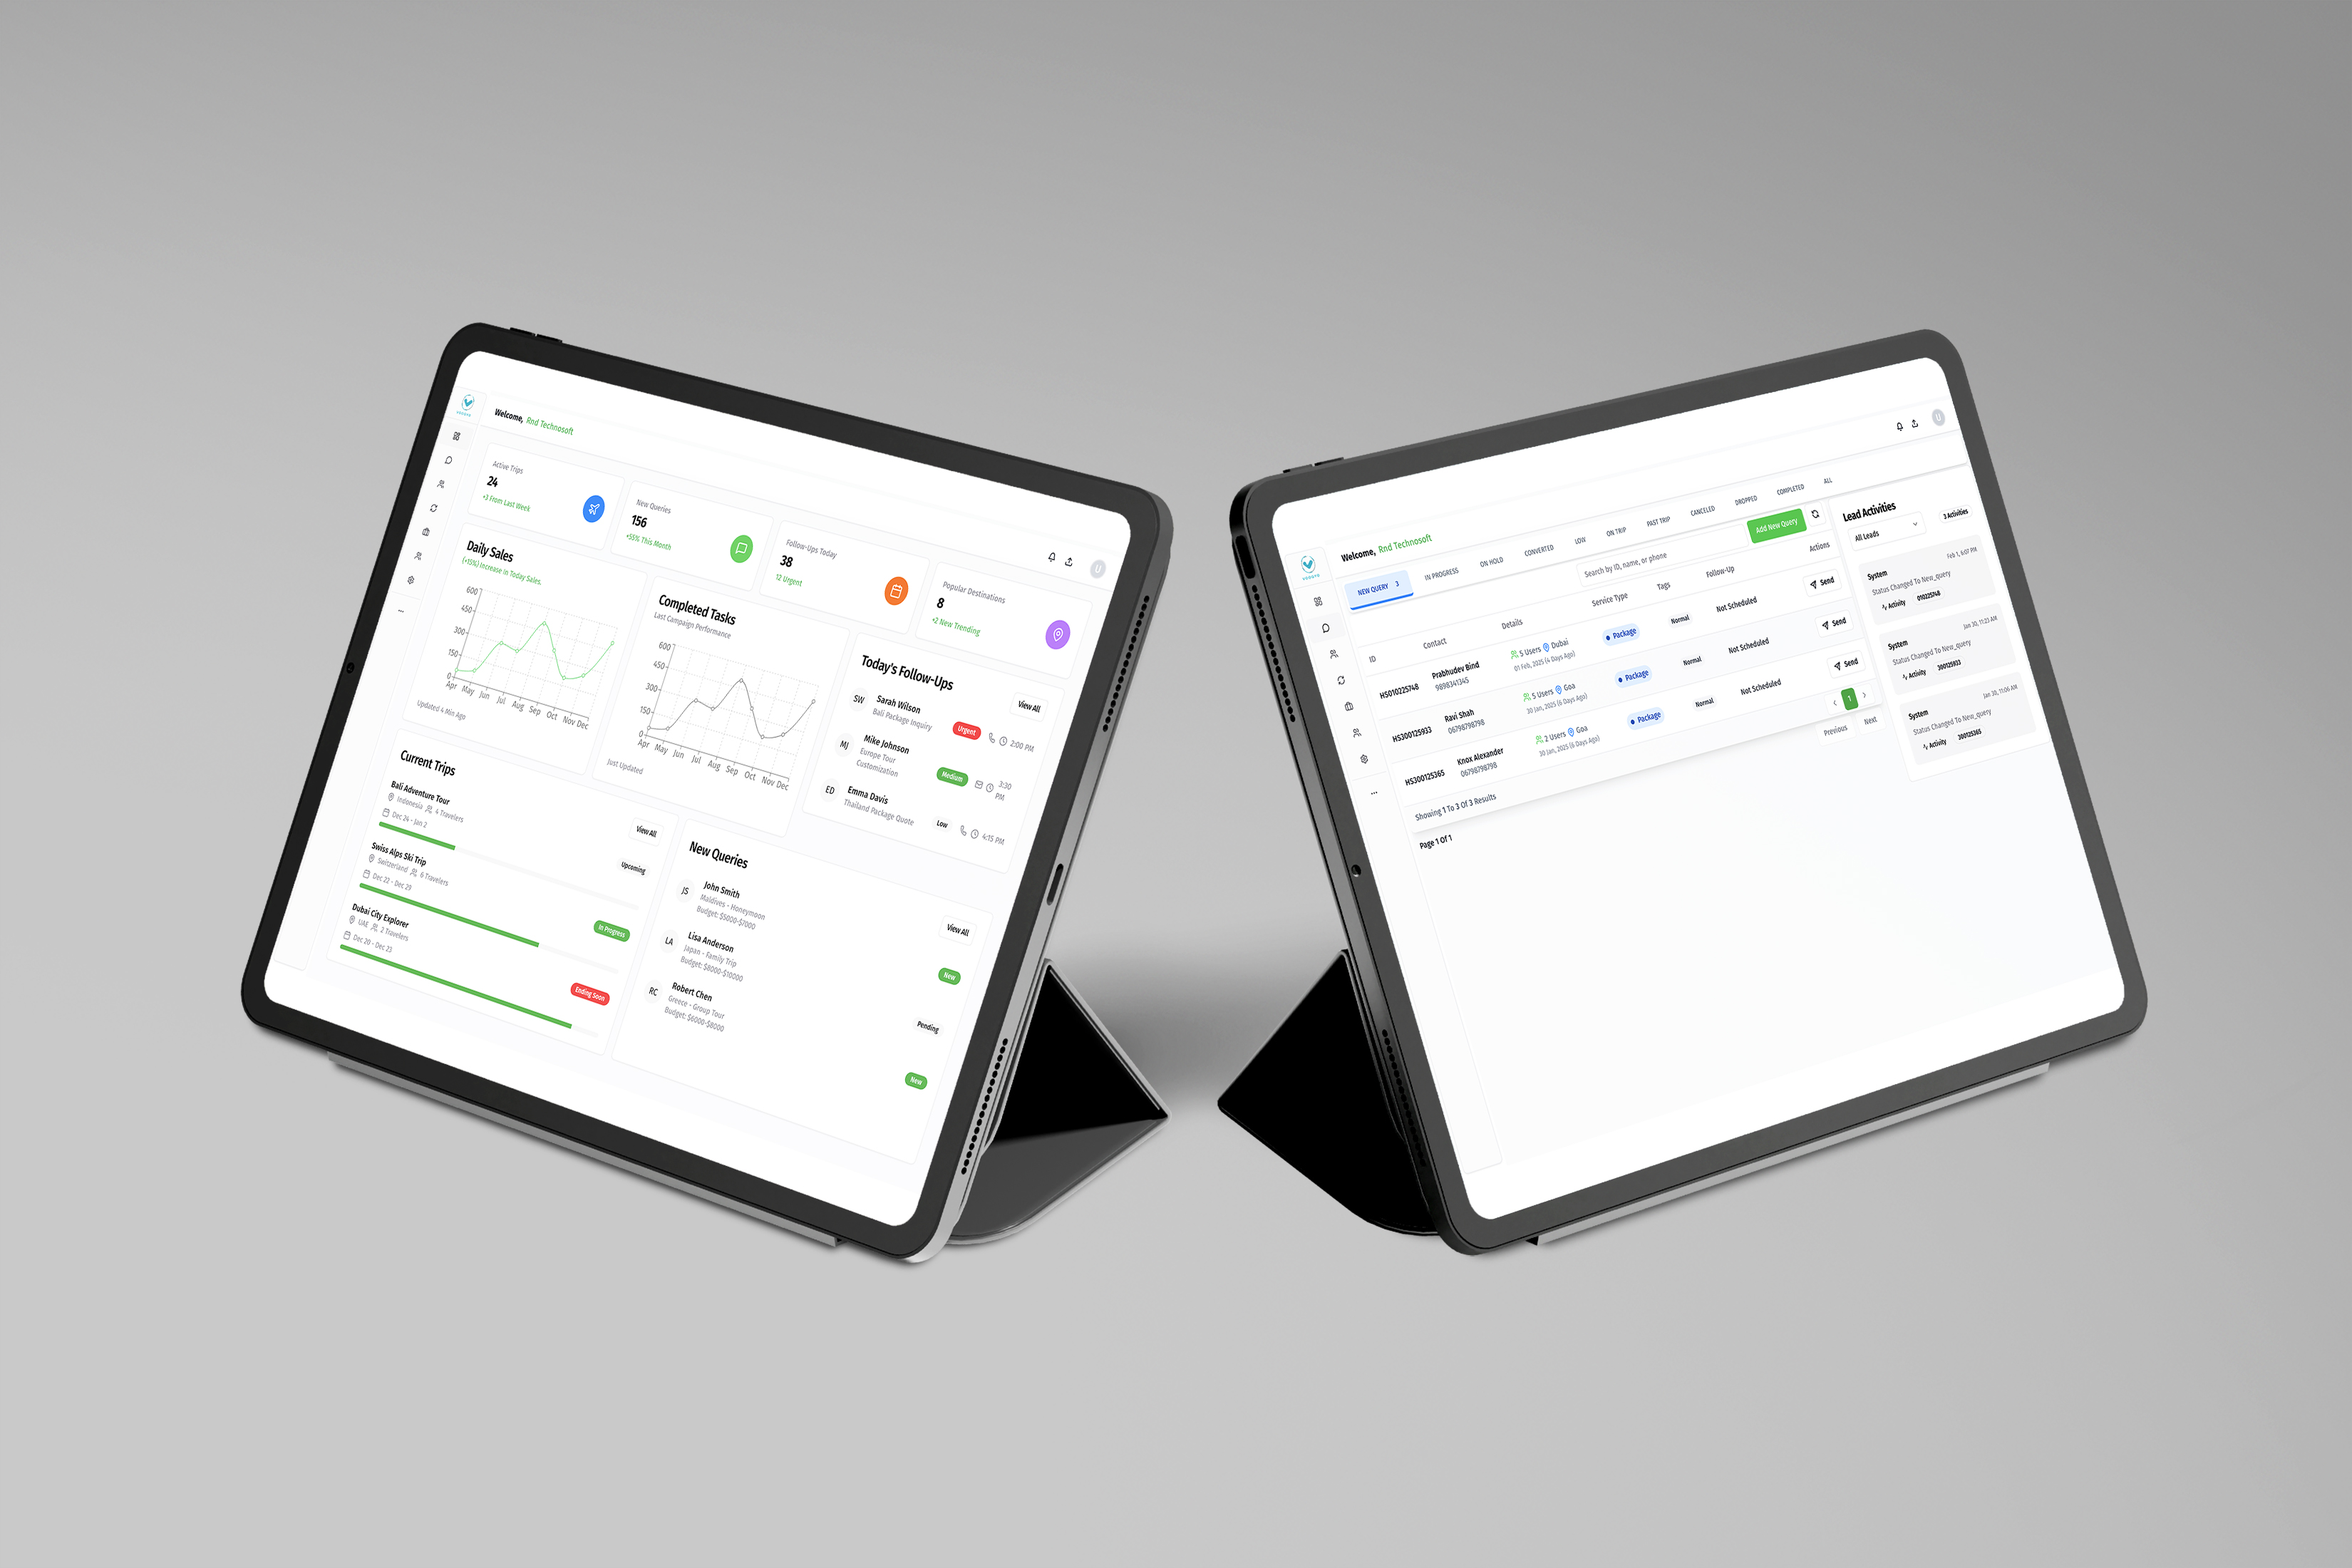 Welcome, Rnd Technosoft
Active Trips
24
+3 From Last Week
New Queries
156
+55% This Month
Follow-Ups Today
38
12 Urgent
Popular Destinations
8
+2 New Trending
U
Daily Sales
(+15%) Increase in Today Sales.
600
450
300
150
0
Apr May Jun Jul Aug Sep Oct Nov Dec
Updated 4 Min Ago
Completed Tasks
Last Campaign Performance
600
450
300
150
0
Apr May Jun Jul Aug Sep Oct Nov Dec
Just Updated
Today's Follow-Ups
View All
SW
Sarah Wilson
Bali Package Inquiry
Urgent
2:00 PM
MJ
Mike Johnson
Europe Tour
Customization
Medium
3:30
PM
ED
Emma Davis
Thailand Package Quote
Low
4:15 PM
Current Trips
View All
Bali Adventure Tour
Indonesia 4 Travelers
Dec 24 - Jan 2
Upcoming
Swiss Alps Ski Trip
Switzerland 6 Travelers
Dec 22 - Dec 29
In Progress
Dubai City Explorer
UAE 2 Travelers
Dec 20 - Dec 23
Ending Soon
New Queries
View All
JS
John Smith
Maldives - Honeymoon
Budget: $5000-$7000
New
LA
Lisa Anderson
Japan - Family Trip
Budget: $8000-$10000
Pending
RC
Robert Chen
Greece - Group Tour
Budget: $6000-$8000
New
Welcome, Rnd Technosoft
U
NEW QUERY 3
IN PROGRESS
ON HOLD
CONVERTED
LOW
ON TRIP
PAST TRIP
CANCELED
DROPPED
COMPLETED
ALL
Search by ID, name, or phone
Add New Query
ID
Contact
Details
Service Type
Tags
Follow-Up
Actions
HS010225748
Prabhudev Bind
9898341345
5 Users Dubai
01 Feb, 2025 (4 Days Ago)
Package
Normal
Not Scheduled
Send
HS300125933
Ravi Shah
06798798798
5 Users Goa
30 Jan, 2025 (6 Days Ago)
Package
Normal
Not Scheduled
Send
HS300125365
Knox Alexander
06798798798
2 Users Goa
30 Jan, 2025 (6 Days Ago)
Package
Normal
Not Scheduled
Send
Showing 1 To 3 Of 3 Results
1
Page 1 Of 1
Previous
Next
Lead Activities
All Leads
3 Activities
System
Feb 1, 6:07 PM
Status Changed To New_query
Activity 010225748
System
Jan 30, 11:23 AM
Status Changed To New_query
Activity 300125933
System
Jan 30, 11:06 AM
Status Changed To New_query
Activity 300125365